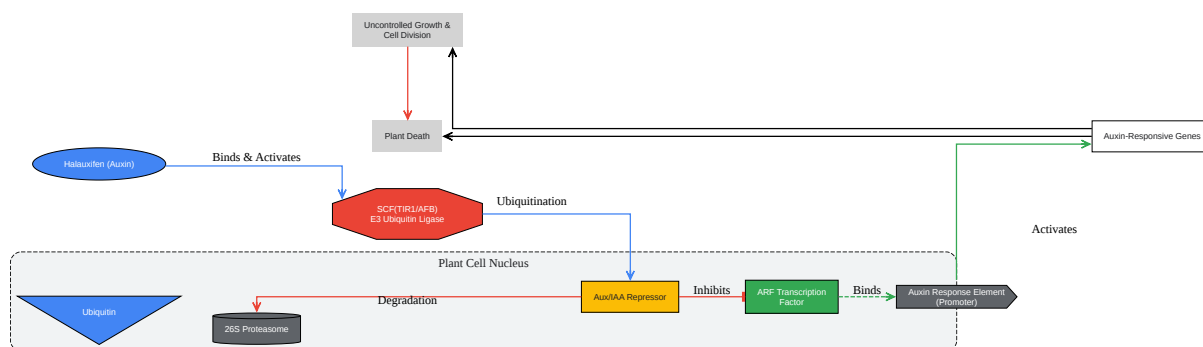 Uncontrolled Growth &
Cell Division
Plant Death
Auxin-Responsive Genes
Halauxifen (Auxin)
Binds & Activates
SCF(TIR1/AFB)
E3 Ubiquitin Ligase
Ubiquitination
Activates
Plant Cell Nucleus
Ubiquitin
Degradation
26S Proteasome
Aux/IAA Repressor
Inhibits
ARF Transcription
Factor
Binds
Auxin Response Element
(Promoter)